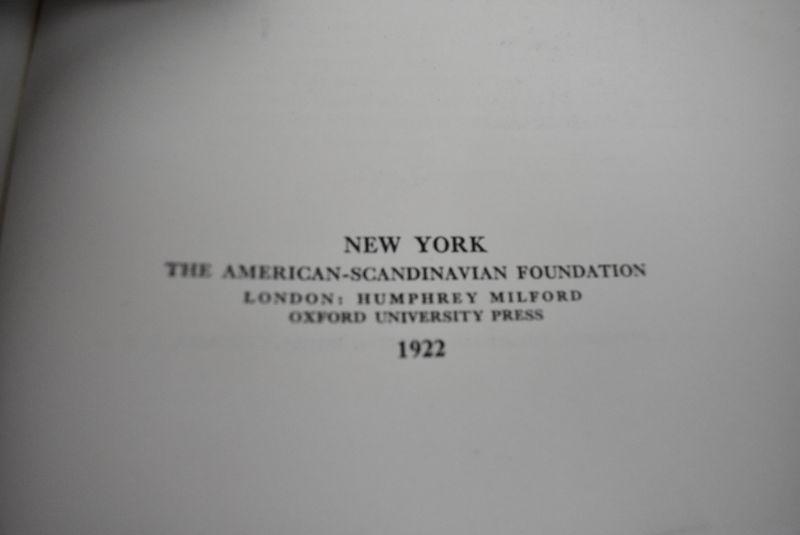 NEW YORK
THE AMERICAN-SCANDINAVIAN FOUNDATION
LONDON: HUMPHREY MILFORD
OXFORD UNIVERSITY PRESS
1922